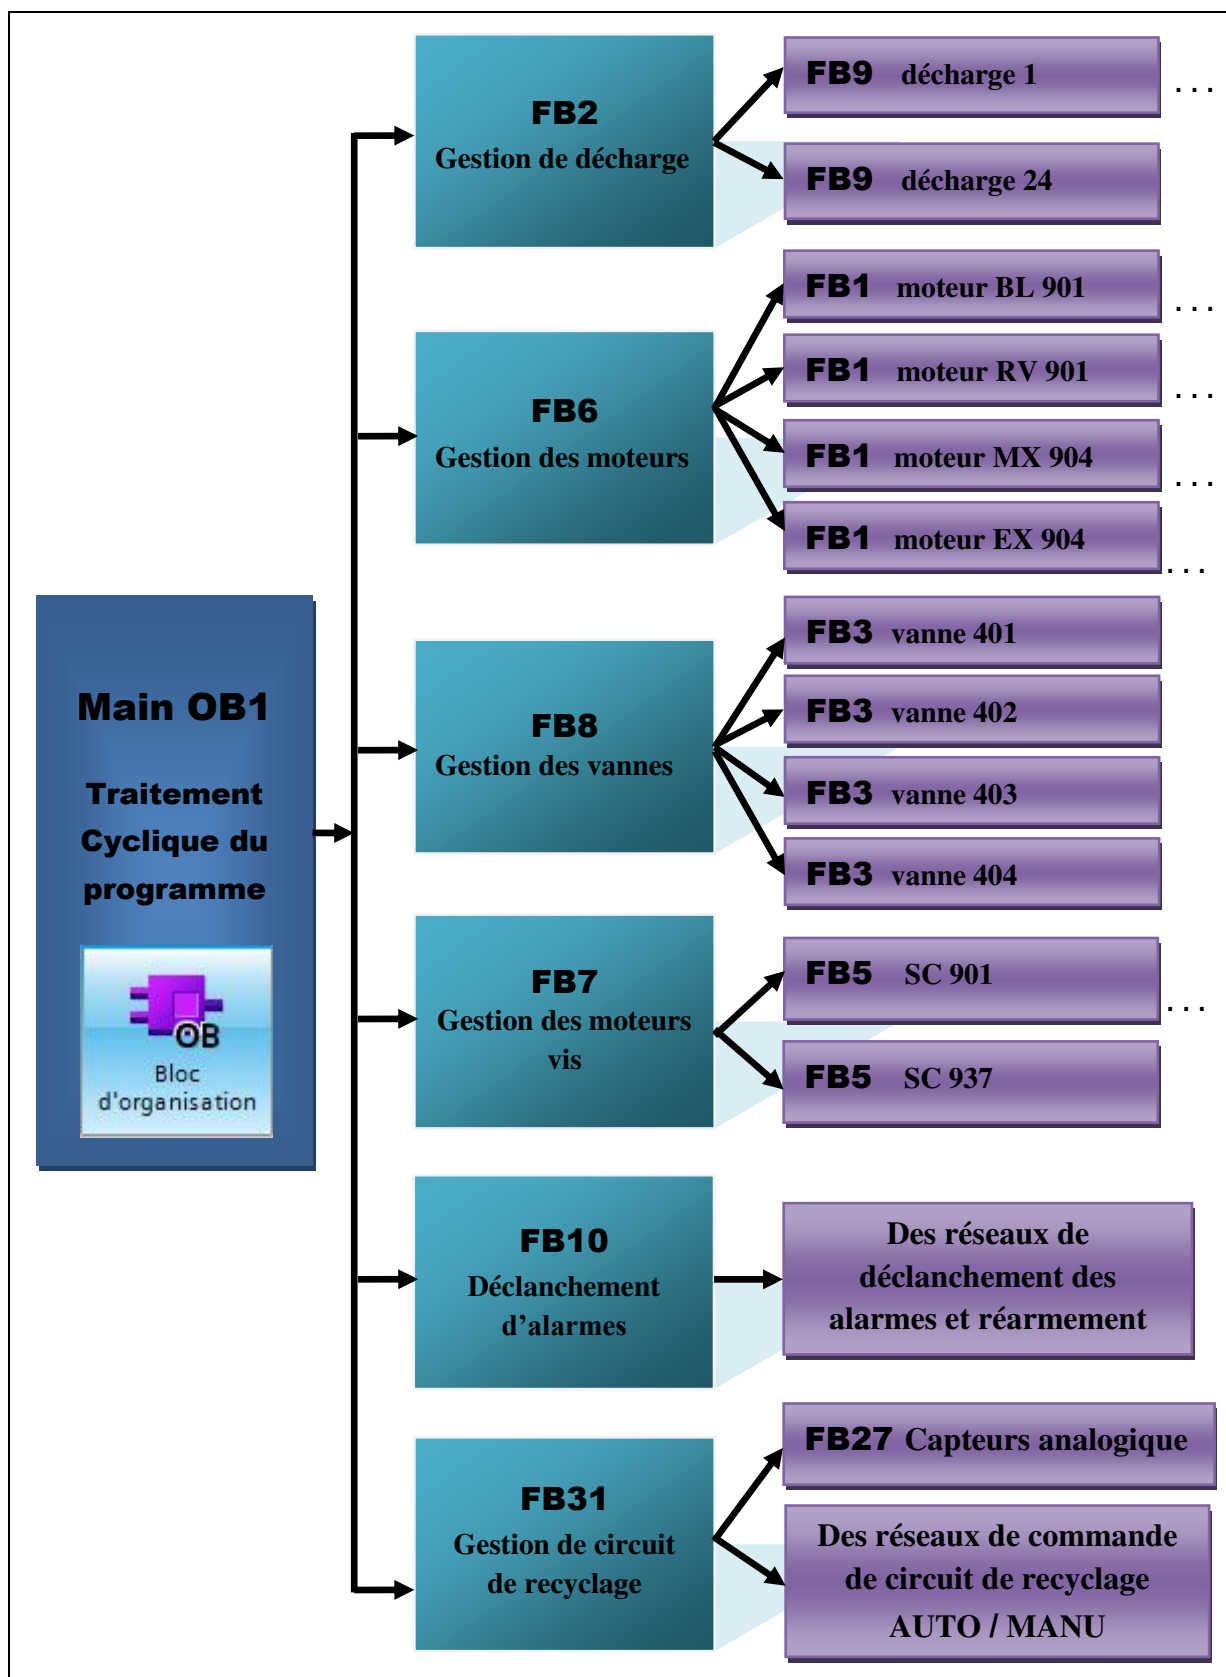 Main OB1
Traitement
Cyclique du
programme
OB
Bloc
d'organisation
FB2
Gestion de décharge
FB9 décharge 1
...
FB9 décharge 24
FB6
Gestion des moteurs
FB1 moteur BL 901
...
FB1 moteur RV 901
...
FB1 moteur MX 904
...
FB1 moteur EX 904
...
FB8
Gestion des vannes
FB3 vanne 401
FB3 vanne 402
FB3 vanne 403
FB3 vanne 404
FB7
Gestion des moteurs
vis
FB5 SC 901
...
FB5 SC 937
FB10
Déclanchement
d’alarmes
Des réseaux de
déclanchement des
alarmes et réarmement
FB31
Gestion de circuit
de recyclage
FB27 Capteurs analogique
Des réseaux de commande
de circuit de recyclage
AUTO / MANU